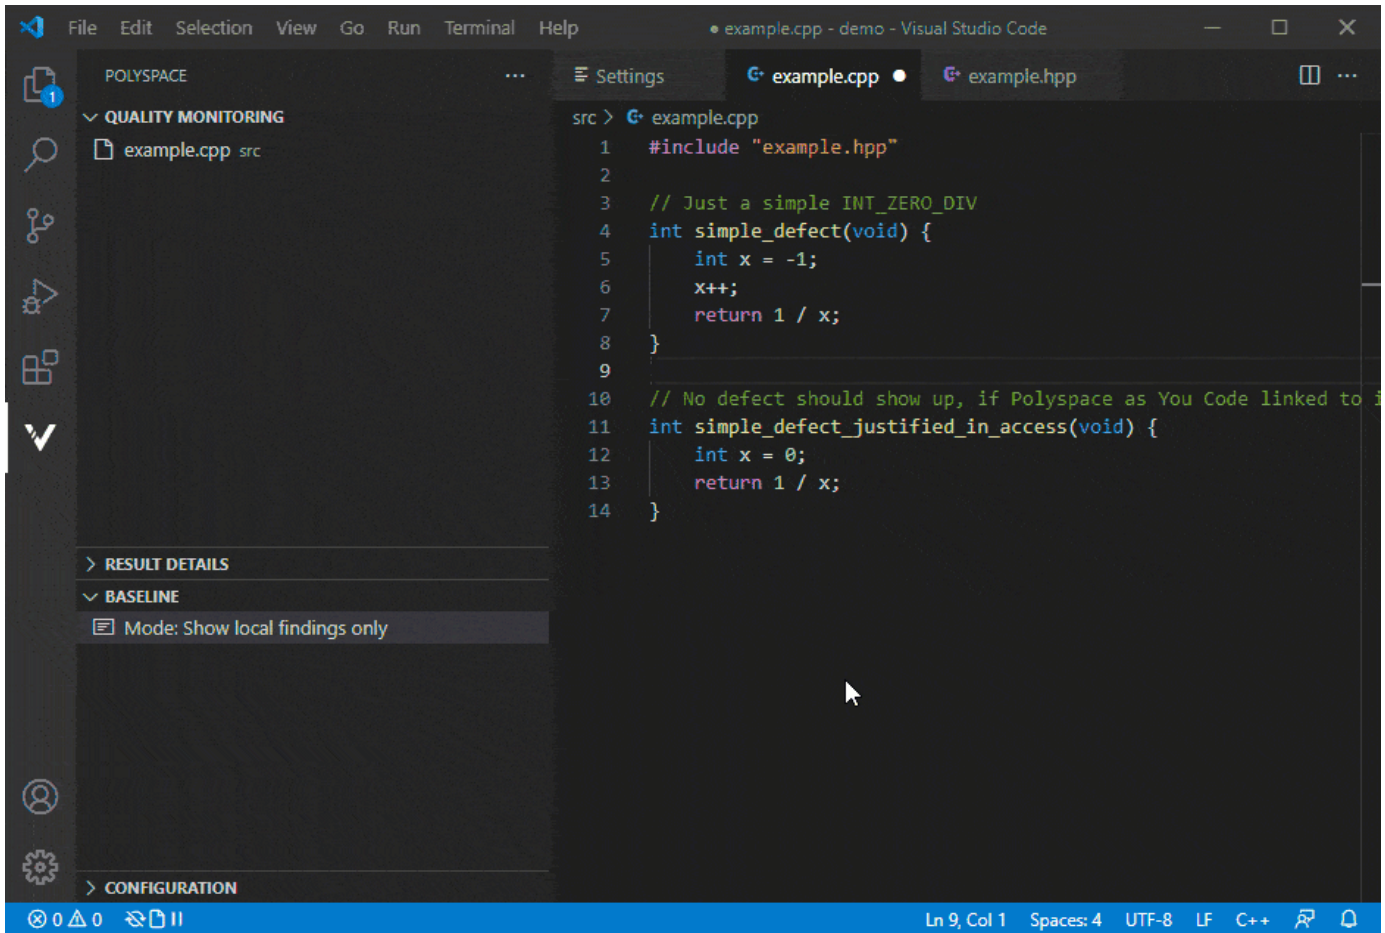 File Edit Selection View Go Run Terminal Help ● example.cpp - demo - Visual Studio Code
POLYSPACE ...
Settings example.cpp ● example.hpp ...
1
QUALITY MONITORING
example.cpp src
src > example.cpp
1 #include "example.hpp"
2
3 // Just a simple INT_ZERO_DIV
4 int simple_defect(void) {
5 int x = -1;
6 x++;
7 return 1 / x;
8 }
9
10 // No defect should show up, if Polyspace as You Code linked to i
11 int simple_defect_justified_in_access(void) {
12 int x = 0;
13 return 1 / x;
14 }
RESULT DETAILS
BASELINE
Mode: Show local findings only
CONFIGURATION
0 0 Ln 9, Col 1 Spaces: 4 UTF-8 LF C++